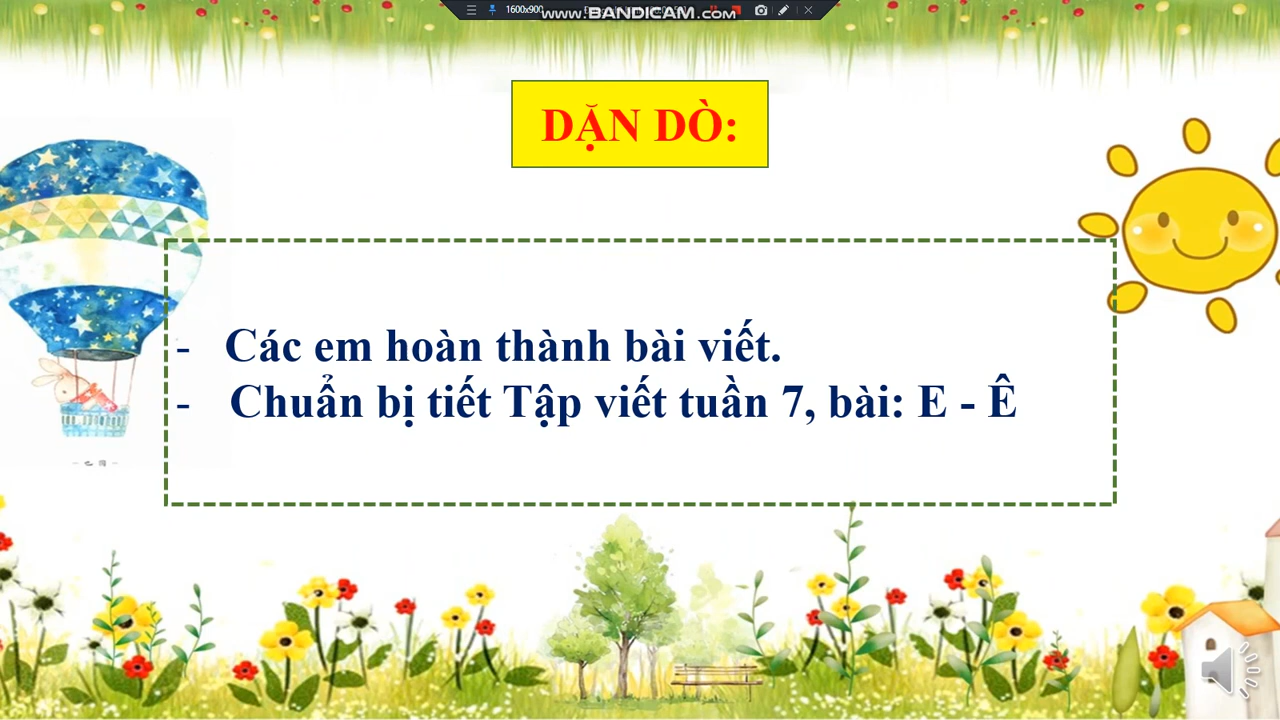 1600x900
www.BANDICAM.com
DẶN DÒ:
- Các em hoàn thành bài viết.
- Chuẩn bị tiết Tập viết tuần 7, bài: E - Ê